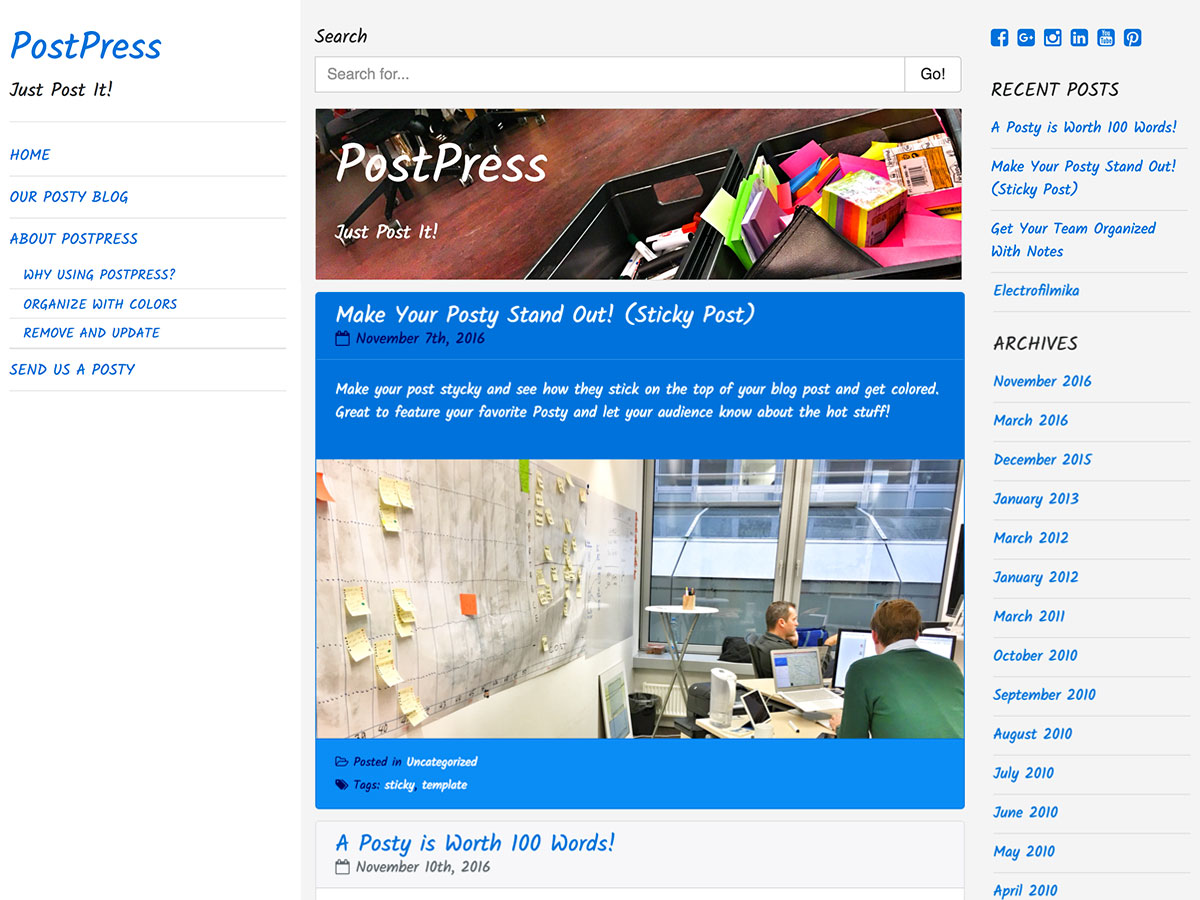 PostPress
Just Post It!
HOME
OUR POSTY BLOG
ABOUT POSTPRESS
WHY USING POSTPRESS?
ORGANIZE WITH COLORS
REMOVE AND UPDATE
SEND US A POSTY
Search
Search for...
Go!
PostPress
Just Post It!
Make Your Posty Stand Out! (Sticky Post)
November 7th, 2016
Make your post stycky and see how they stick on the top of your blog post and get colored.
Great to feature your favorite Posty and let your audience know about the hot stuff!
Posted in Uncategorized
Tags: sticky, template
A Posty is Worth 100 Words!
November 10th, 2016
RECENT POSTS
A Posty is Worth 100 Words!
Make Your Posty Stand Out!
(Sticky Post)
Get Your Team Organized
With Notes
Electrofilmika
ARCHIVES
November 2016
March 2016
December 2015
January 2013
March 2012
January 2012
March 2011
October 2010
September 2010
August 2010
July 2010
June 2010
May 2010
April 2010